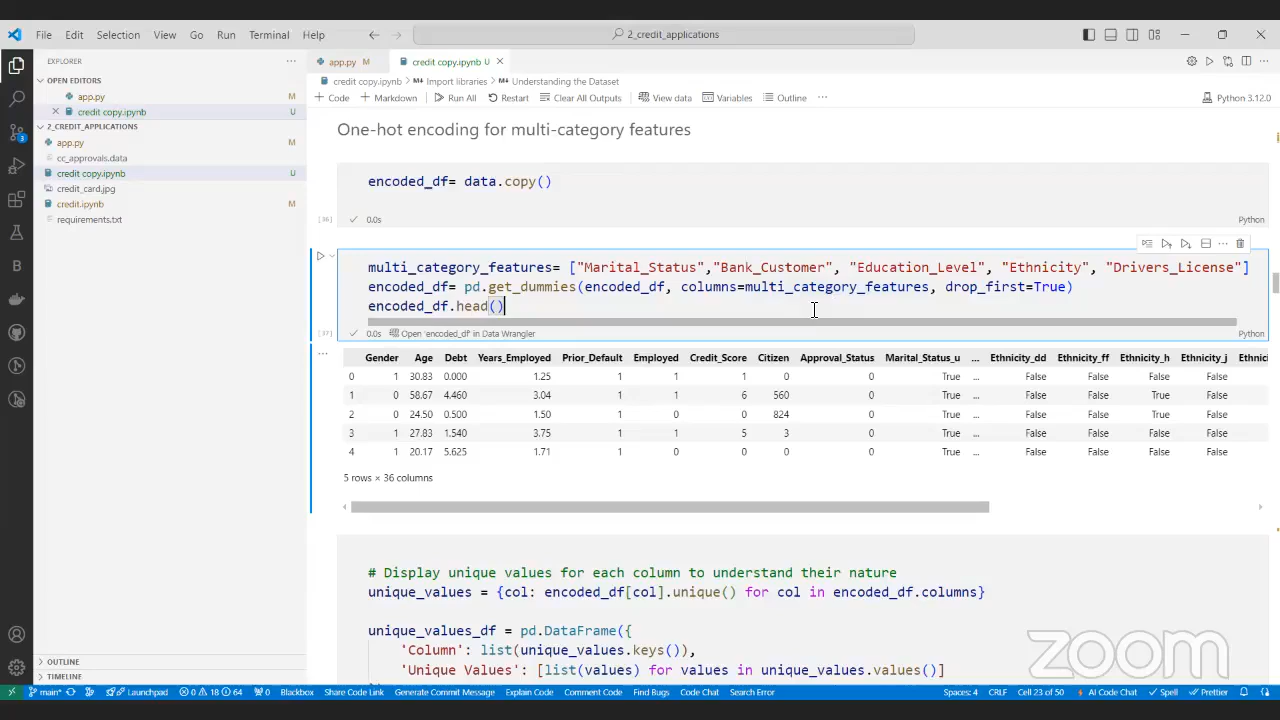 File Edit Selection View Go Run Terminal Help
2_credit_applications
EXPLORER
OPEN EDITORS
app.py M
credit copy.ipynb U
2_CREDIT_APPLICATIONS
app.py M
cc_approvals.data
credit copy.ipynb U
credit_card.jpg
credit.ipynb M
requirements.txt
OUTLINE
TIMELINE
app.py M credit copy.ipynb U
credit copy.ipynb > M↓ Import libraries > M↓ Understanding the Dataset
+ Code + Markdown Run All Restart Clear All Outputs View data Variables Outline ... Python 3.12.0
One-hot encoding for multi-category features
encoded_df= data.copy()
[36] 0.0s Python
multi_category_features= ["Marital_Status","Bank_Customer", "Education_Level", "Ethnicity", "Drivers_License"]
encoded_df= pd.get_dummies(encoded_df, columns=multi_category_features, drop_first=True)
encoded_df.head()
[37] 0.0s Open 'encoded_df' in Data Wrangler Python
Gender Age Debt Years_Employed Prior_Default Employed Credit_Score Citizen Approval_Status Marital_Status_u ... Ethnicity_dd Ethnicity_ff Ethnicity_h Ethnicity_j Ethnici
0 1 30.83 0.000 1.25 1 1 1 0 0 True ... False False False False
1 0 58.67 4.460 3.04 1 1 6 560 0 True ... False False True False
2 0 24.50 0.500 1.50 1 0 0 824 0 True ... False False True False
3 1 27.83 1.540 3.75 1 1 5 3 0 True ... False False False False
4 1 20.17 5.625 1.71 1 0 0 0 0 True ... False False False False
5 rows × 36 columns
# Display unique values for each column to understand their nature
unique_values = {col: encoded_df[col].unique() for col in encoded_df.columns}
unique_values_df = pd.DataFrame({
'Column': list(unique_values.keys()),
'Unique Values': [list(values) for values in unique_values.values()]
zoom
main 0 18 64 0 Launchpad Blackbox Share Code Link Generate Commit Message Explain Code Comment Code Find Bugs Code Chat Search Error Spaces: 4 CRLF Cell 23 of 50 AI Code Chat Spell Prettier